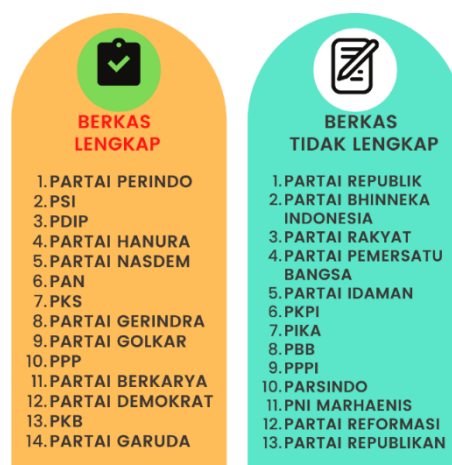 BERKAS
LENGKAP
1. PARTAI PERINDO
2. PSI
3. PDIP
4. PARTAI HANURA
5. PARTAI NASDEM
6. PAN
7. PKS
8. PARTAI GERINDRA
9. PARTAI GOLKAR
10. PPP
11. PARTAI BERKARYA
12. PARTAI DEMOKRAT
13. PKB
14. PARTAI GARUDA
BERKAS
TIDAK LENGKAP
1. PARTAI REPUBLIK
2. PARTAI BHINNEKA
INDONESIA
3. PARTAI RAKYAT
4. PARTAI PEMERSATU
BANGSA
5. PARTAI IDAMAN
6. PKPI
7. PIKA
8. PBB
9. PPPI
10. PARSINDO
11. PNI MARHAENIS
12. PARTAI REFORMASI
13. PARTAI REPUBLIKAN